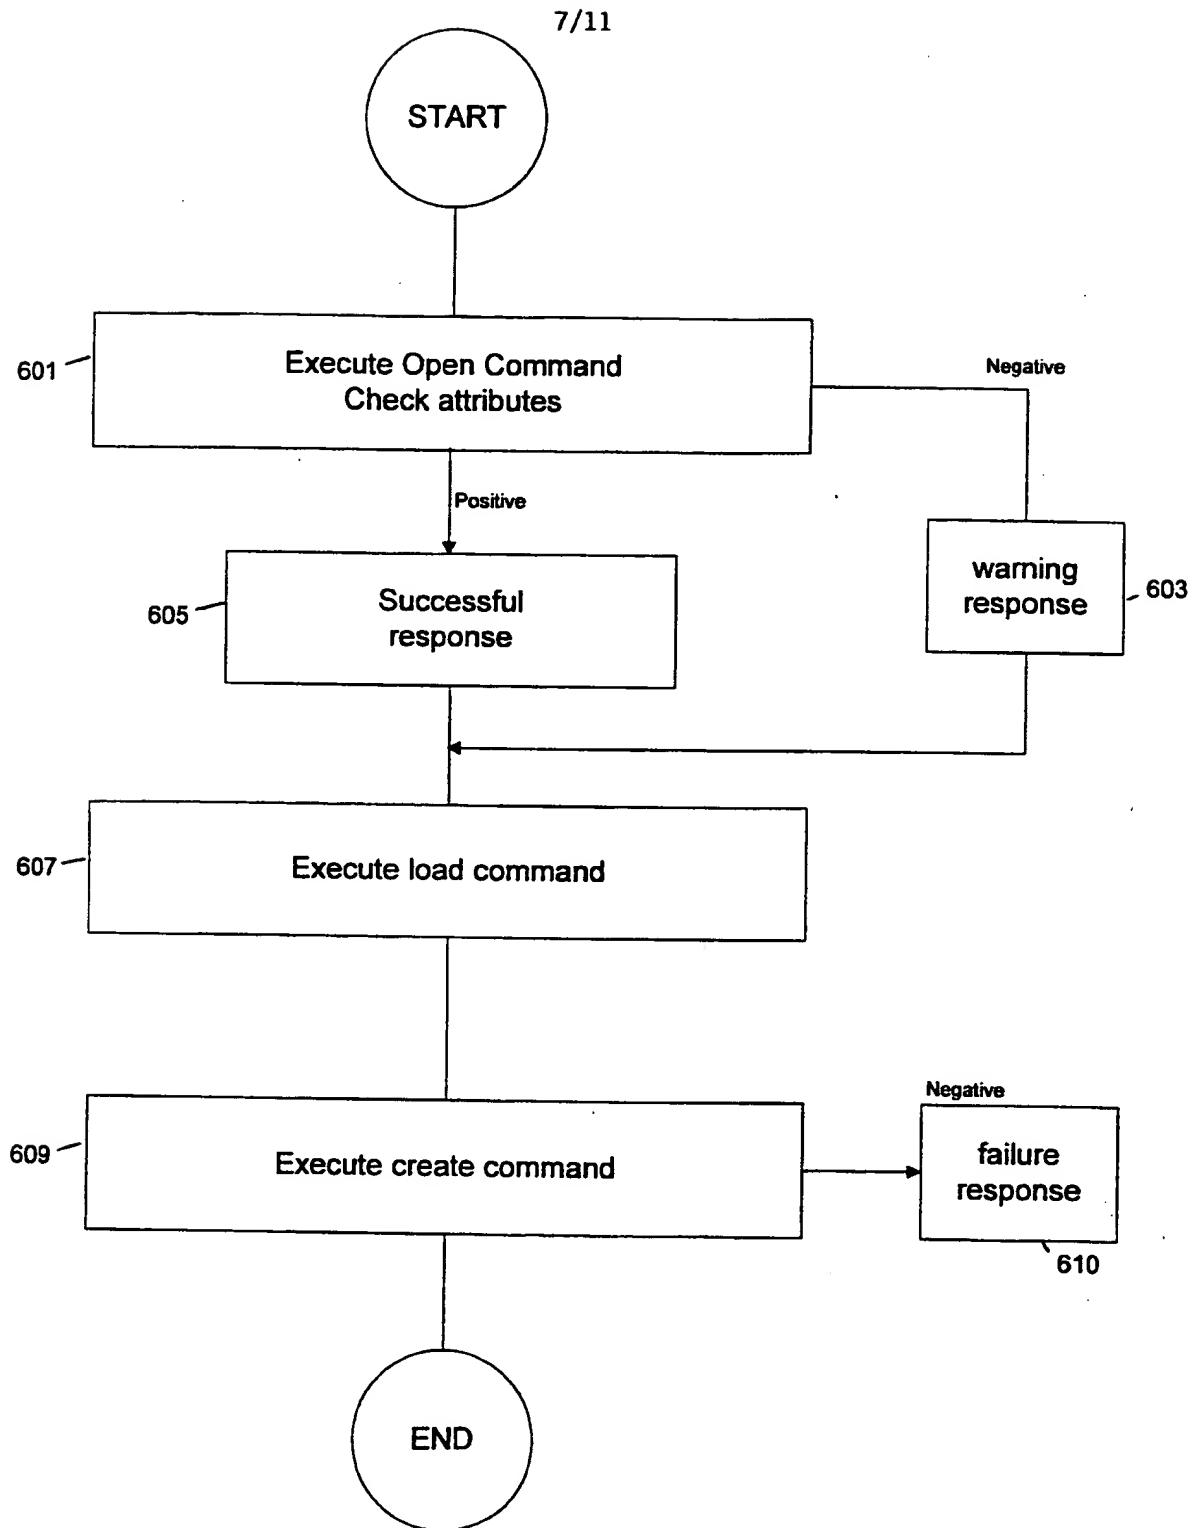 7/11
START
601
Execute Open Command
Check attributes
Negative
Positive
605
Successful
response
warning
response
603
607
Execute load command
609
Execute create command
Negative
failure
response
610
END